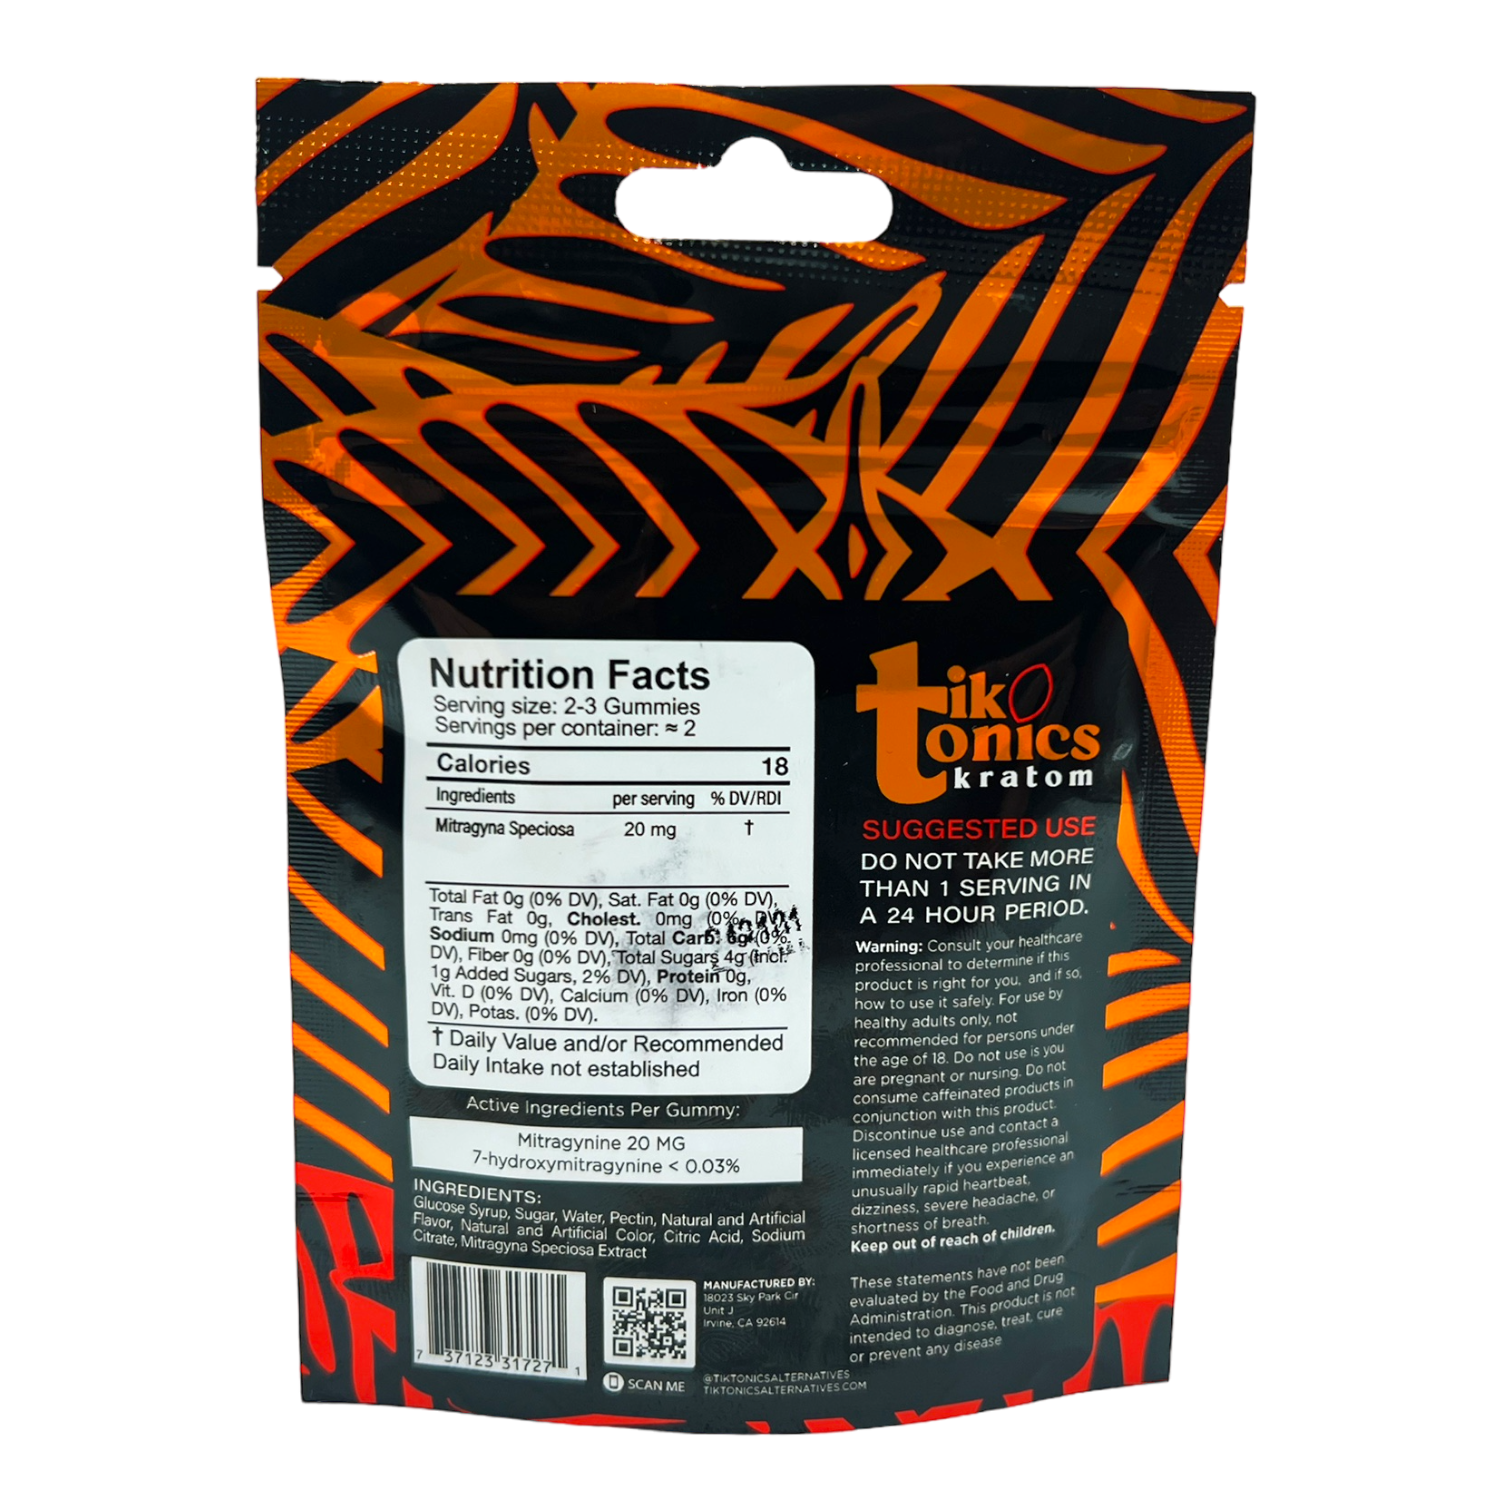 Nutrition Facts
Serving size: 2-3 Gummies
Servings per container: ≈ 2
Calories 18
Ingredients per serving % DV/RDI
Mitragyna Speciosa 20 mg †
Total Fat 0g (0% DV), Sat. Fat 0g (0% DV),
Trans Fat 0g, Cholest. 0mg (0% DV),
Sodium 0mg (0% DV), Total Carb. 6g (0%
DV), Fiber 0g (0% DV), Total Sugars 4g (Incl.
1g Added Sugars, 2% DV), Protein 0g,
Vit. D (0% DV), Calcium (0% DV), Iron (0%
DV), Potas. (0% DV).
† Daily Value and/or Recommended
Daily Intake not established
Active Ingredients Per Gummy:
Mitragynine 20 MG
7-hydroxymitragynine < 0.03%
INGREDIENTS:
Glucose Syrup, Sugar, Water, Pectin, Natural and Artificial
Flavor, Natural and Artificial Color, Citric Acid, Sodium
Citrate, Mitragyna Speciosa Extract
7 37123 31727 1
SCAN ME
MANUFACTURED BY:
18023 Sky Park Cir
Unit J
Irvine, CA 92614
@TIKTONICSALTERNATIVES
TIKTONICSALTERNATIVES.COM
tik
tonics
kratom
SUGGESTED USE
DO NOT TAKE MORE
THAN 1 SERVING IN
A 24 HOUR PERIOD.
Warning: Consult your healthcare
professional to determine if this
product is right for you, and if so,
how to use it safely. For use by
healthy adults only, not
recommended for persons under
the age of 18. Do not use is you
are pregnant or nursing. Do not
consume caffeinated products in
conjunction with this product.
Discontinue use and contact a
licensed healthcare professional
immediately if you experience an
unusually rapid heartbeat,
dizziness, severe headache, or
shortness of breath.
Keep out of reach of children.
These statements have not been
evaluated by the Food and Drug
Administration. This product is not
intended to diagnose, treat, cure
or prevent any disease